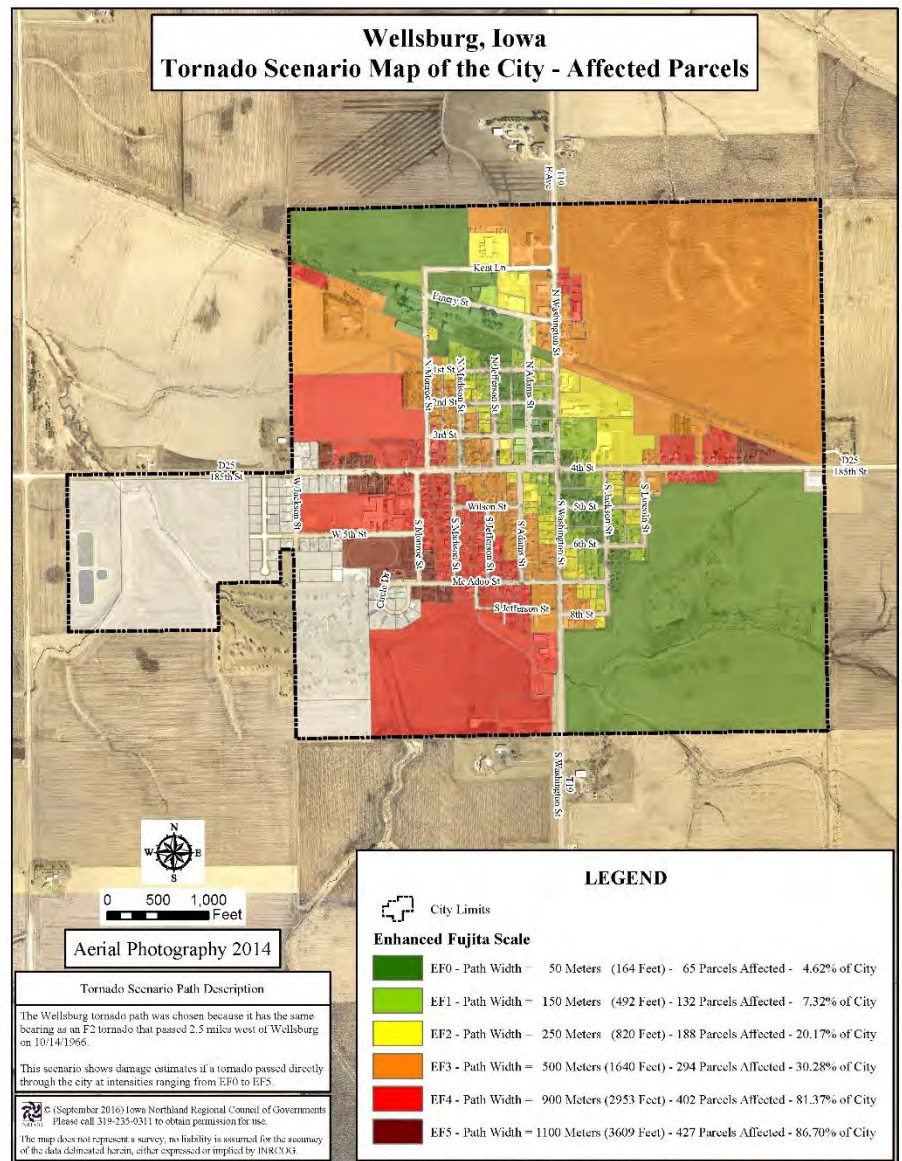 Wellsburg, Iowa
Tornado Scenario Map of the City - Affected Parcels
T19
H Ave
Kent Ln
Emery St
N Washington St
N Monroe St
N Madison St
N Jefferson St
N Adams St
1st St
2nd St
3rd St
D25
185th St
4th St
D25
185th St
W Jackson St
Wilson St
5th St
S Jackson St
S Lincoln St
W 5th St
S Monroe St
S Madison St
S Jefferson St
S Adams St
S Washington St
6th St
Mc Adoo St
Circle Dr
S Jefferson St
8th St
S Washington St
T19
N
W E
S
0 500 1,000
Feet
Aerial Photography 2014
Tornado Scenario Path Description
The Wellsburg tornado path was chosen because it has the same
bearing as an F2 tornado that passed 2.5 miles west of Wellsburg
on 10/14/1966.
This scenario shows damage estimates if a tornado passed directly
through the city at intensities ranging from EF0 to EF5.
© (September 2016) Iowa Northland Regional Council of Governments
Please call 319-235-0311 to obtain permission for use.
The map does not represent a survey, no liability is assumed for the accuracy
of the data delineated herein, either expressed or implied by INRCOG.
LEGEND
City Limits
Enhanced Fujita Scale
EF0 - Path Width = 50 Meters (164 Feet) - 65 Parcels Affected - 4.62% of City
EF1 - Path Width = 150 Meters (492 Feet) - 132 Parcels Affected - 7.32% of City
EF2 - Path Width = 250 Meters (820 Feet) - 188 Parcels Affected - 20.17% of City
EF3 - Path Width = 500 Meters (1640 Feet) - 294 Parcels Affected - 30.28% of City
EF4 - Path Width = 900 Meters (2953 Feet) - 402 Parcels Affected - 81.37% of City
EF5 - Path Width = 1100 Meters (3609 Feet) - 427 Parcels Affected - 86.70% of City